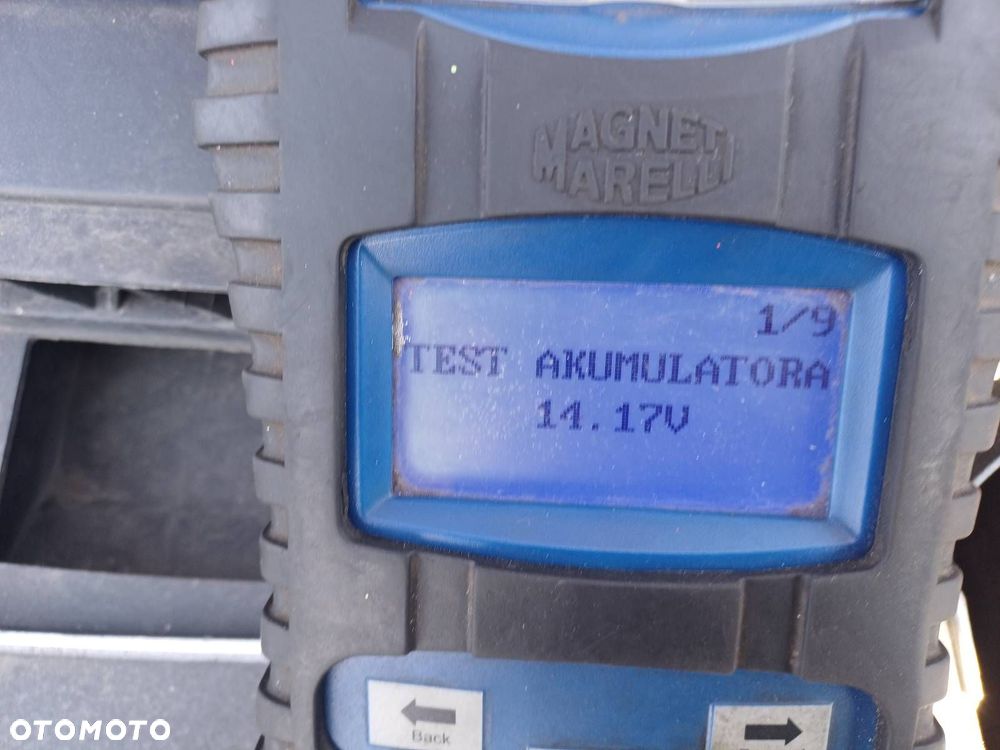 MAGNETI
MARELLI
1/9
TEST AKUMULATORA
14.17V
Back
OTOMOTO